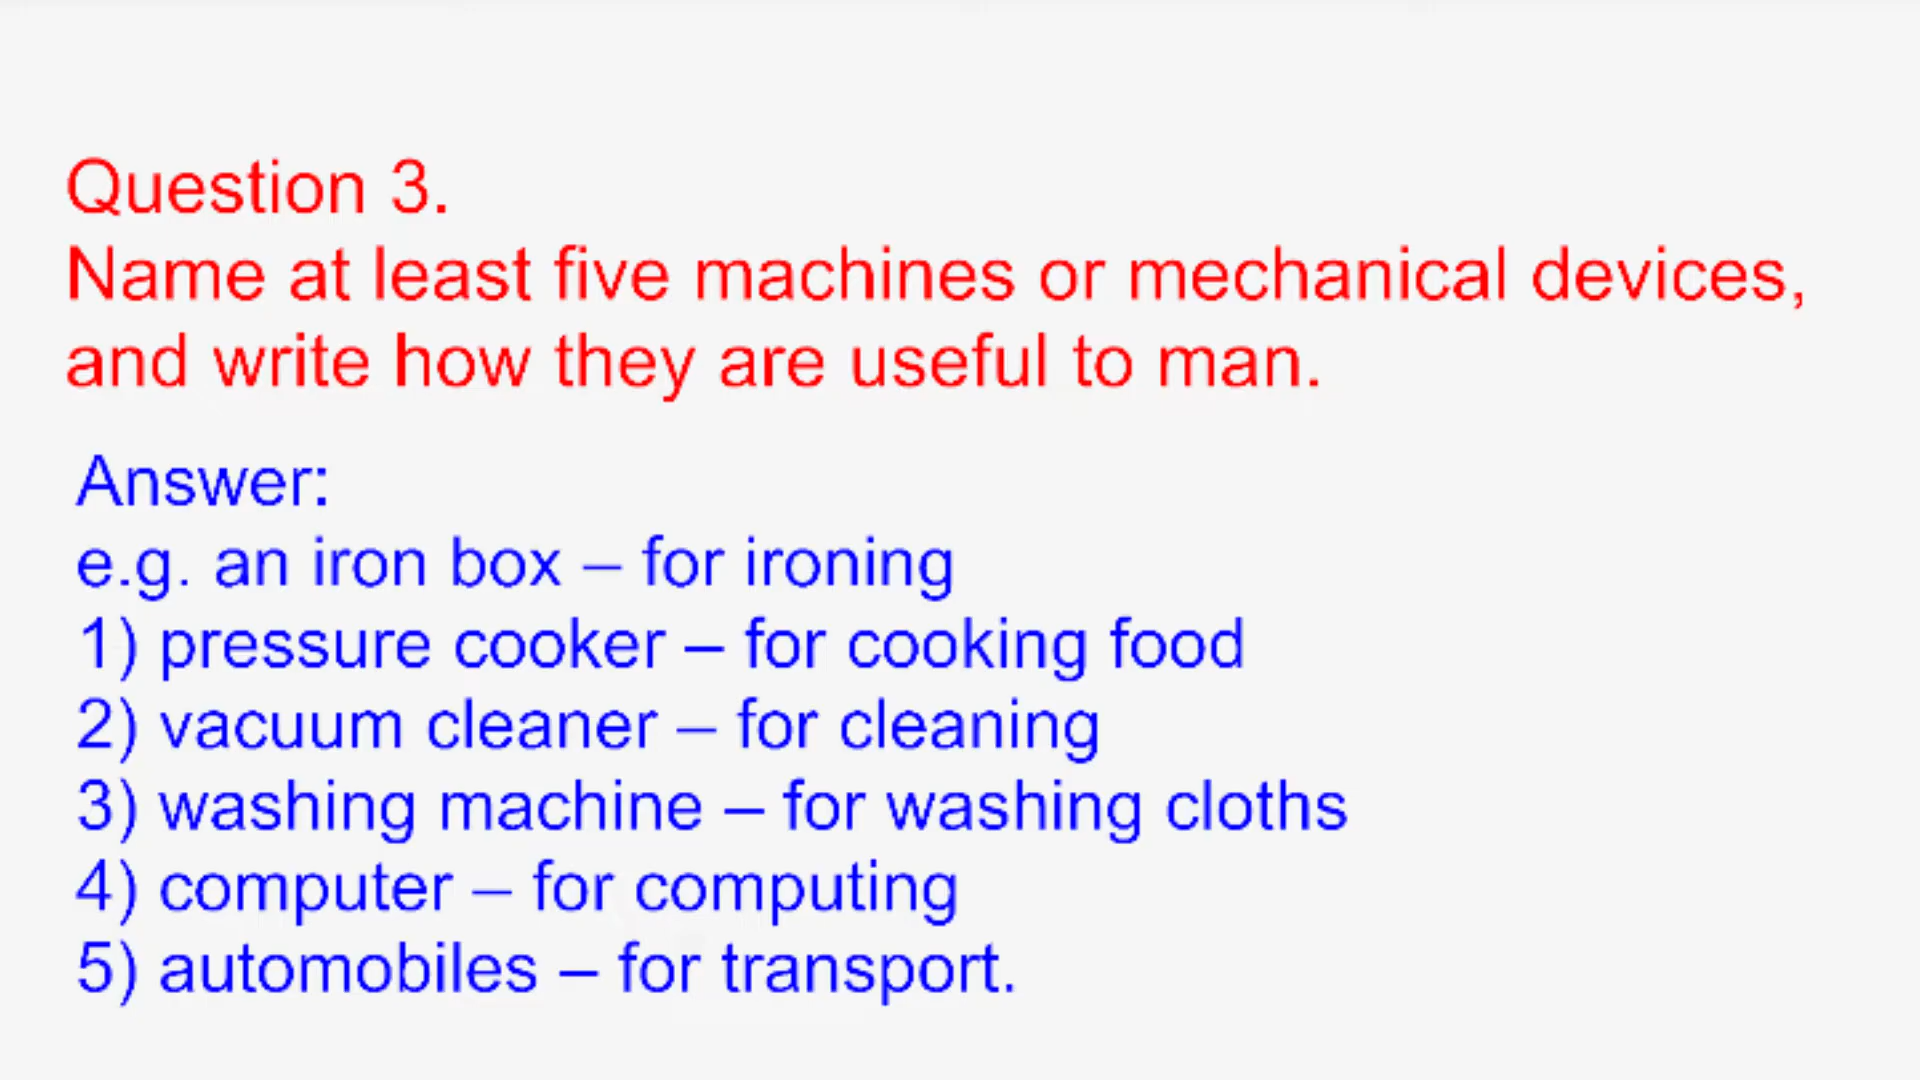 Question 3.
Name at least five machines or mechanical devices,
and write how they are useful to man.
Answer:
e.g. an iron box – for ironing
1) pressure cooker – for cooking food
2) vacuum cleaner – for cleaning
3) washing machine – for washing cloths
4) computer – for computing
5) automobiles – for transport.